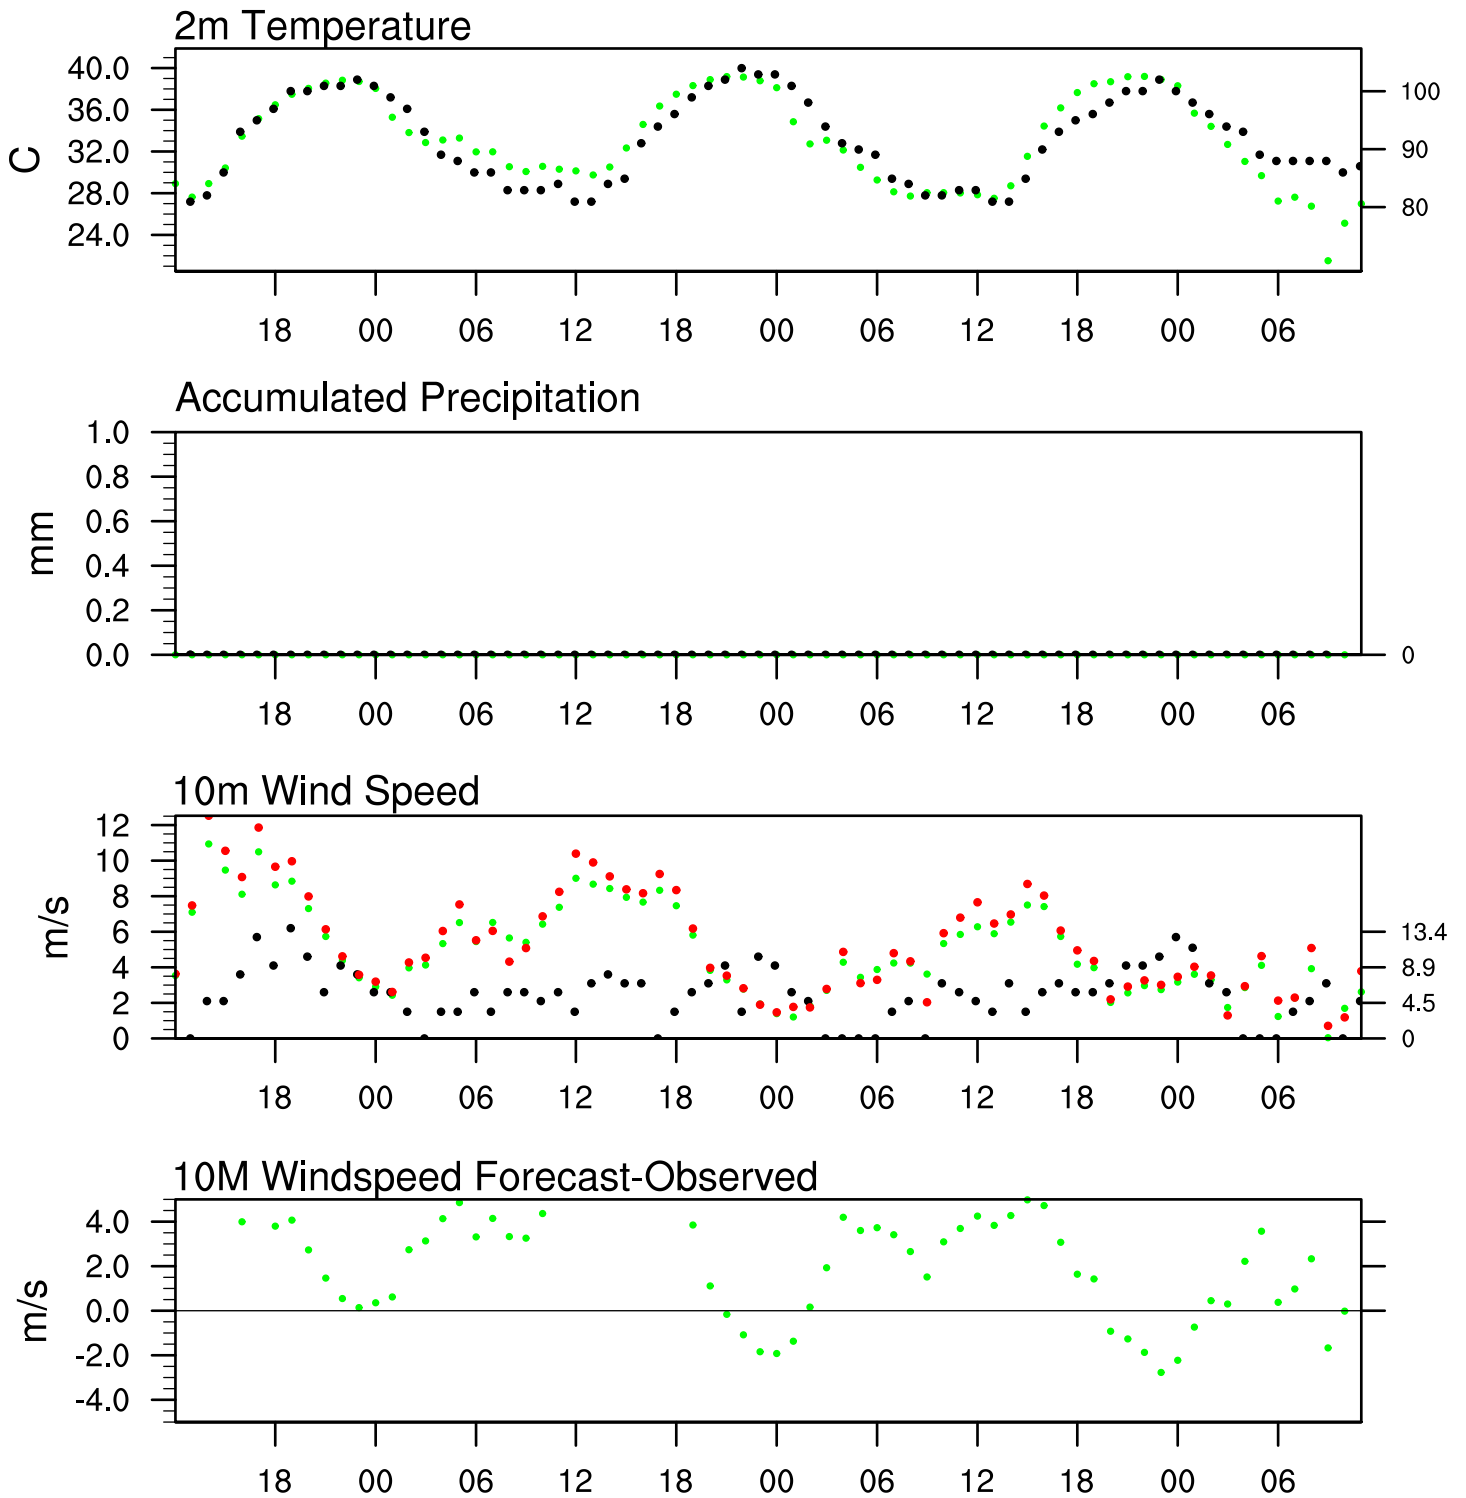 2m Temperature
40.0
36.0
32.0
28.0
24.0
C
100
90
80
18 00 06 12 18 00 06 12 18 00 06
Accumulated Precipitation
1.0
0.8
0.6
0.4
0.2
0.0
mm
0
18 00 06 12 18 00 06 12 18 00 06
10m Wind Speed
12
10
8
6
4
2
0
m/s
13.4
8.9
4.5
0
18 00 06 12 18 00 06 12 18 00 06
10M Windspeed Forecast-Observed
4.0
2.0
0.0
-2.0
-4.0
m/s
18 00 06 12 18 00 06 12 18 00 06